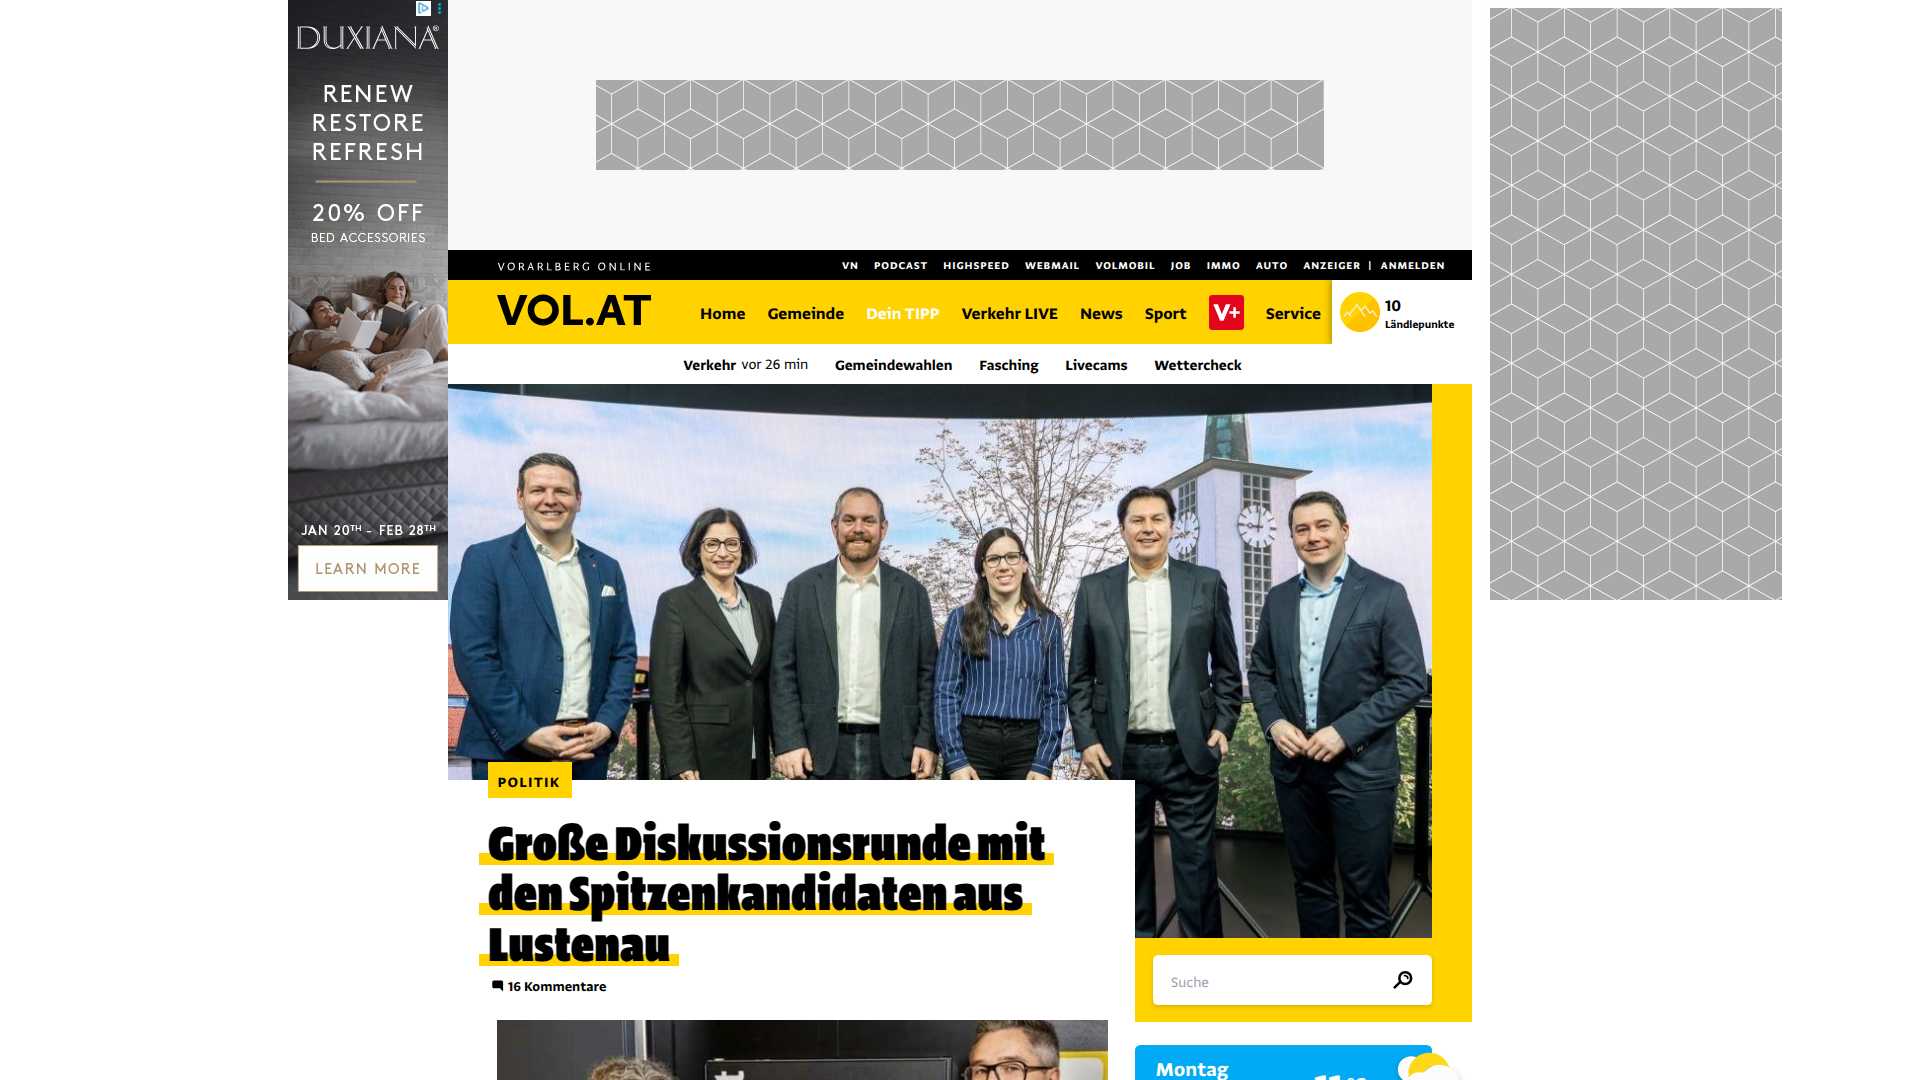 DUXIANA®
RENEW
RESTORE
REFRESH
20% OFF
BED ACCESSORIES
JAN 20TH - FEB 28TH
LEARN MORE
VORARLBERG ONLINE
VN PODCAST HIGHSPEED WEBMAIL VOLMOBIL JOB IMMO AUTO ANZEIGER | ANMELDEN
VOL.AT
Home Gemeinde Dein TIPP Verkehr LIVE News Sport V+ Service
10
Ländlepunkte
Verkehr vor 26 min Gemeindewahlen Fasching Livecams Wettercheck
POLITIK
Große Diskussionsrunde mit
den Spitzenkandidaten aus
Lustenau
16 Kommentare
Suche
Montag